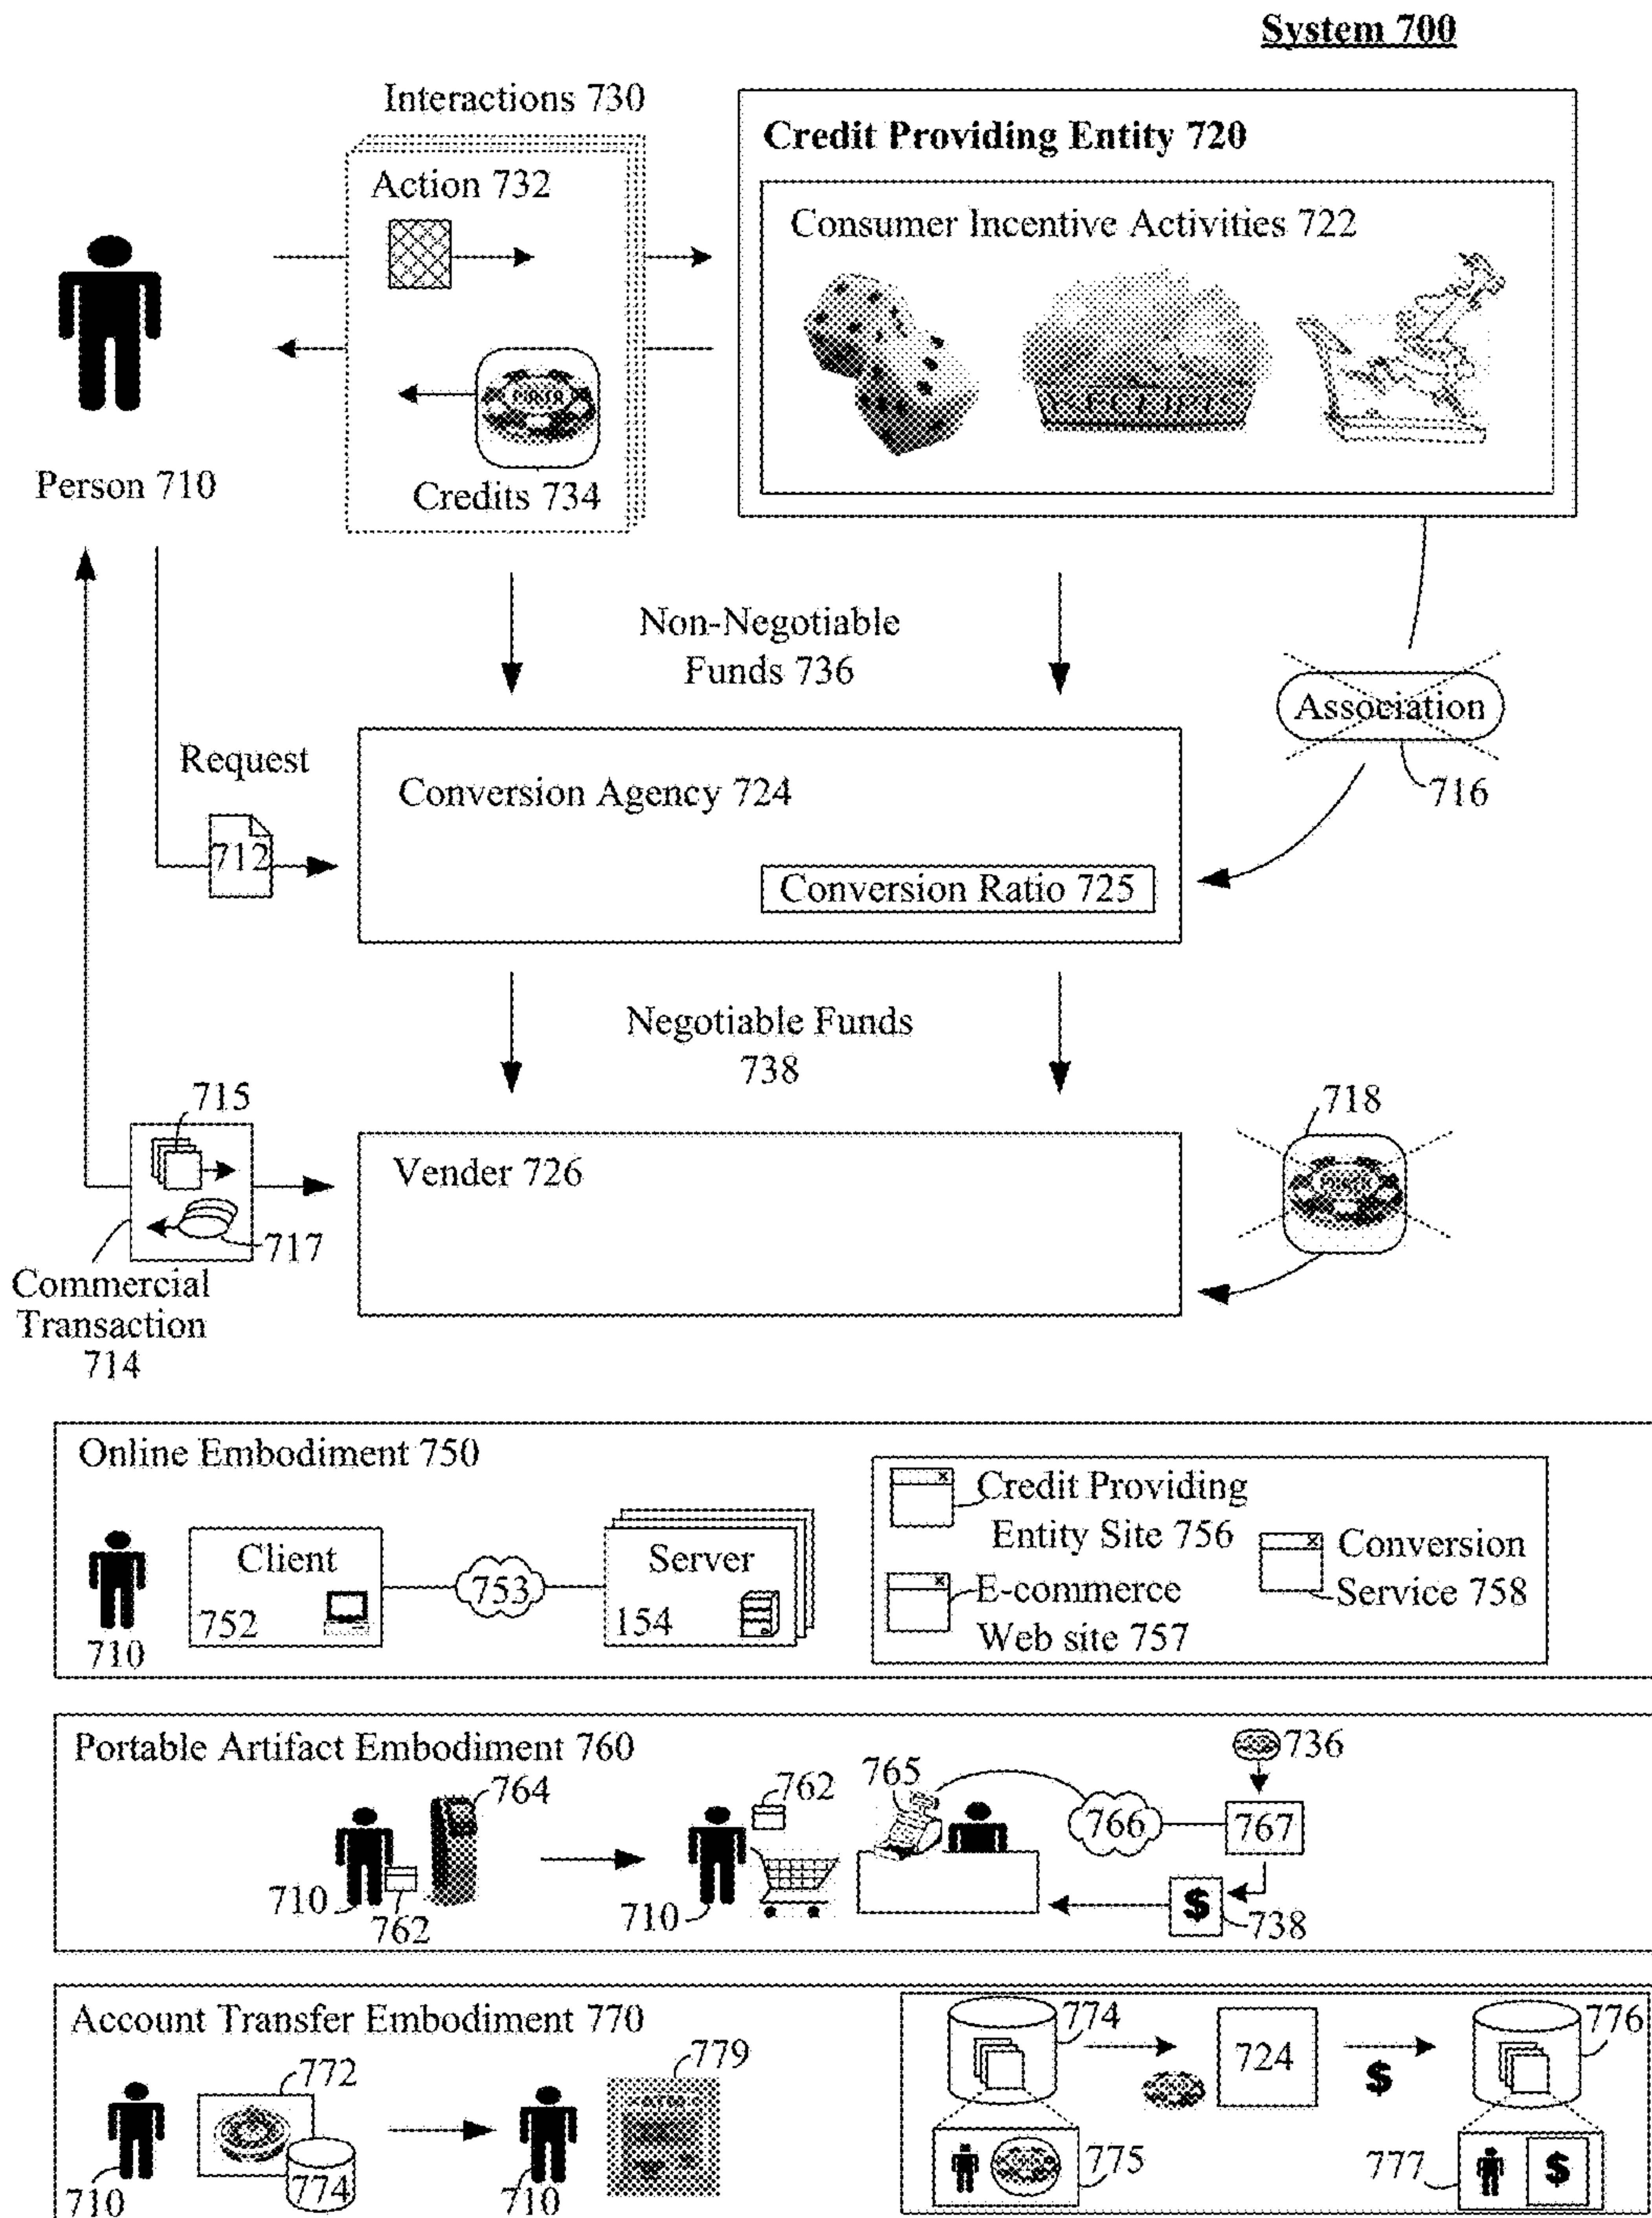 System 700
Interactions 730
Credit Providing Entity 720
Action 732
Consumer Incentive Activities 722
POKER
RECEIPTS
Person 710
Credits 734
Non-Negotiable
Funds 736
Association
716
Request
712
Conversion Agency 724
Conversion Ratio 725
Negotiable Funds
738
715
718
Vender 726
717
Commercial
Transaction
714
Online Embodiment 750
Credit Providing
Entity Site 756
Conversion
Service 758
E-commerce
Web site 757
Client
752
753
Server
154
710
Portable Artifact Embodiment 760
764
762
765
736
766
767
710
762
710
$
738
Account Transfer Embodiment 770
772
774
710
779
ATM
710
774
724
$
776
775
777
$